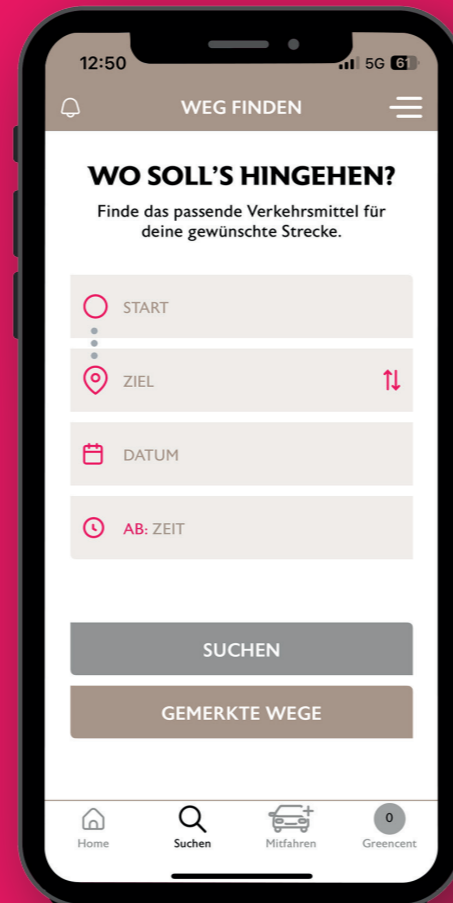 12:50
5G 61
WEG FINDEN
WO SOLL'S HINGEHEN?
Finde das passende Verkehrsmittel für
deine gewünschte Strecke.
START
ZIEL
DATUM
AB: ZEIT
SUCHEN
GEMERKTE WEGE
Home
Suchen
Mitfahren
0
Greencent